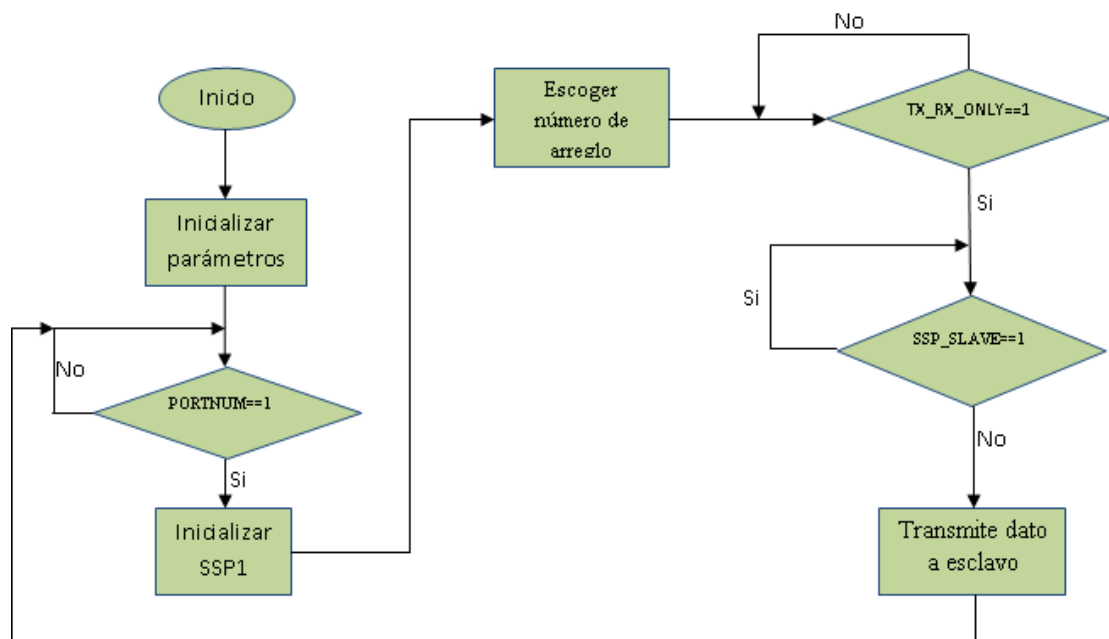 Inicio
Inicializar
parámetros
No
PORTNUM==1
Si
Inicializar
SSP1
Escoger
número de
arreglo
No
TX_RX_ONLY==1
Si
Si
SSP_SLAVE==1
No
Transmite dato
a esclavo